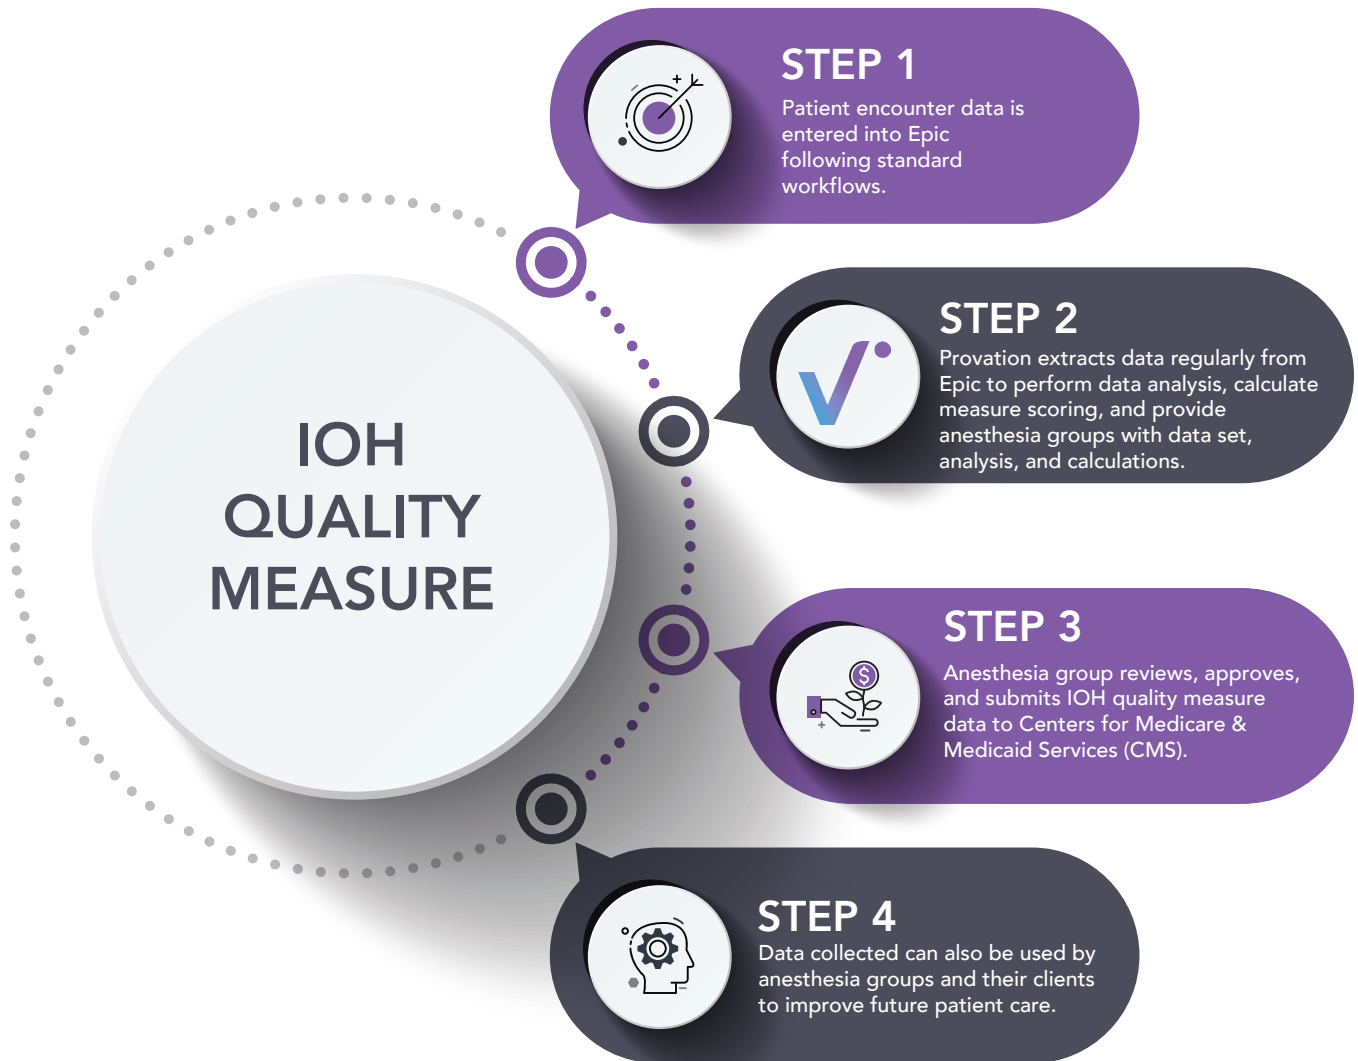 IOH
QUALITY
MEASURE
STEP 1
Patient encounter data is
entered into Epic
following standard
workflows.
STEP 2
Provation extracts data regularly from
Epic to perform data analysis, calculate
measure scoring, and provide
anesthesia groups with data set,
analysis, and calculations.
STEP 3
Anesthesia group reviews, approves,
and submits IOH quality measure
data to Centers for Medicare &
Medicaid Services (CMS).
$
STEP 4
Data collected can also be used by
anesthesia groups and their clients
to improve future patient care.